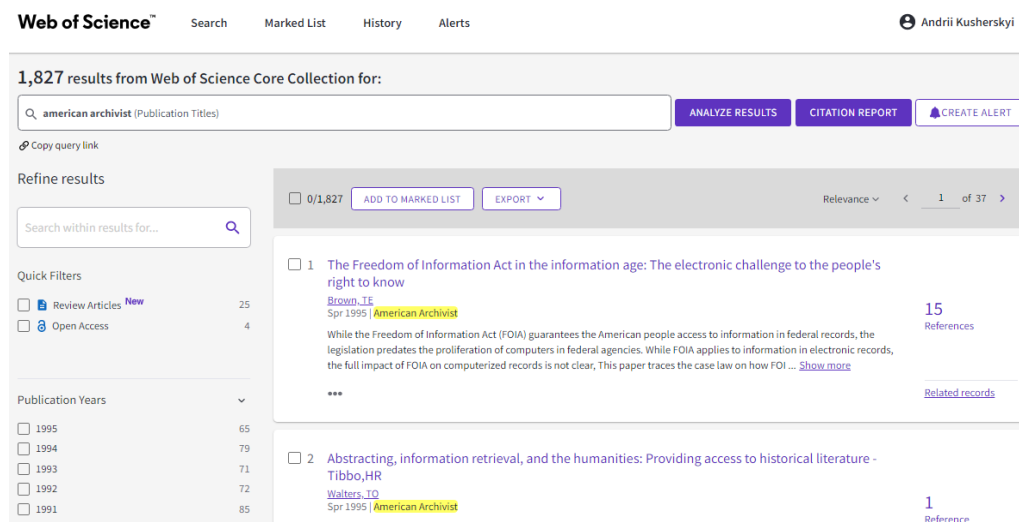 Web of Science™ Search Marked List History Alerts Andrii Kusherskyi
1,827 results from Web of Science Core Collection for:
american archivist (Publication Titles)
ANALYZE RESULTS CITATION REPORT CREATE ALERT
Copy query link
Refine results
0/1,827 ADD TO MARKED LIST EXPORT Relevance 1 of 37
Search within results for...
Quick Filters
Review Articles New 25
Open Access 4
Publication Years
1995 65
1994 79
1993 71
1992 72
1991 85
1 The Freedom of Information Act in the information age: The electronic challenge to the people's
right to know
Brown, TE
Spr 1995 | American Archivist
While the Freedom of Information Act (FOIA) guarantees the American people access to information in federal records, the
legislation predates the proliferation of computers in federal agencies. While FOIA applies to information in electronic records,
the full impact of FOIA on computerized records is not clear, This paper traces the case law on how FOI ... Show more
•••
15
References
Related records
2 Abstracting, information retrieval, and the humanities: Providing access to historical literature -
Tibbo,HR
Walters, TO
Spr 1995 | American Archivist
1
Reference